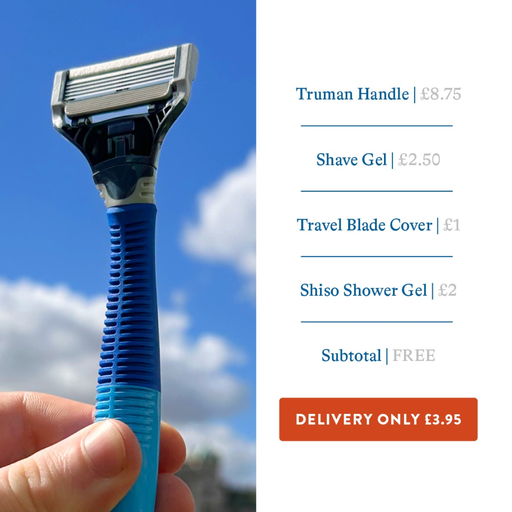 Truman Handle | £8.75
Shave Gel | £2.50
Travel Blade Cover | £1
Shiso Shower Gel | £2
Subtotal | FREE
DELIVERY ONLY £3.95